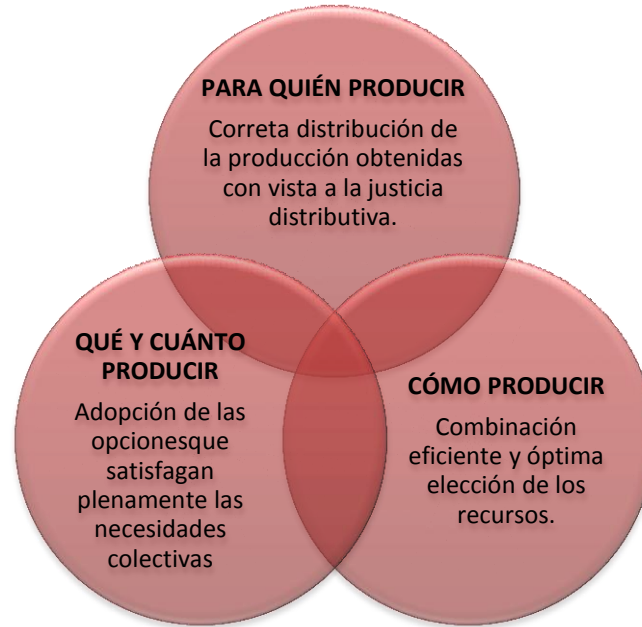 PARA QUIÉN PRODUCIR
Correta distribución de
la producción obtenidas
con vista a la justicia
distributiva.
QUÉ Y CUÁNTO
PRODUCIR
Adopción de las
opcionesque
satisfagan
plenamente las
necesidades
colectivas
CÓMO PRODUCIR
Combinación
eficiente y óptima
elección de los
recursos.